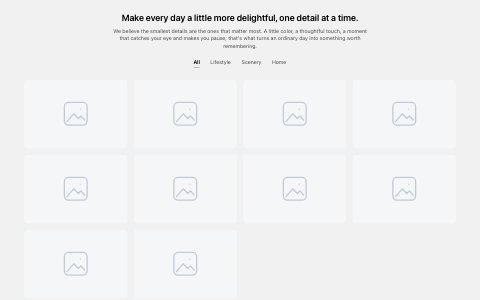 Make every day a little more delightful, one detail at a time.
We believe the smallest details are the ones that matter most. A little color, a thoughtful touch, a moment
that catches your eye and makes you pause; that's what turns an ordinary day into something worth
remembering.
All Lifestyle Scenery Home